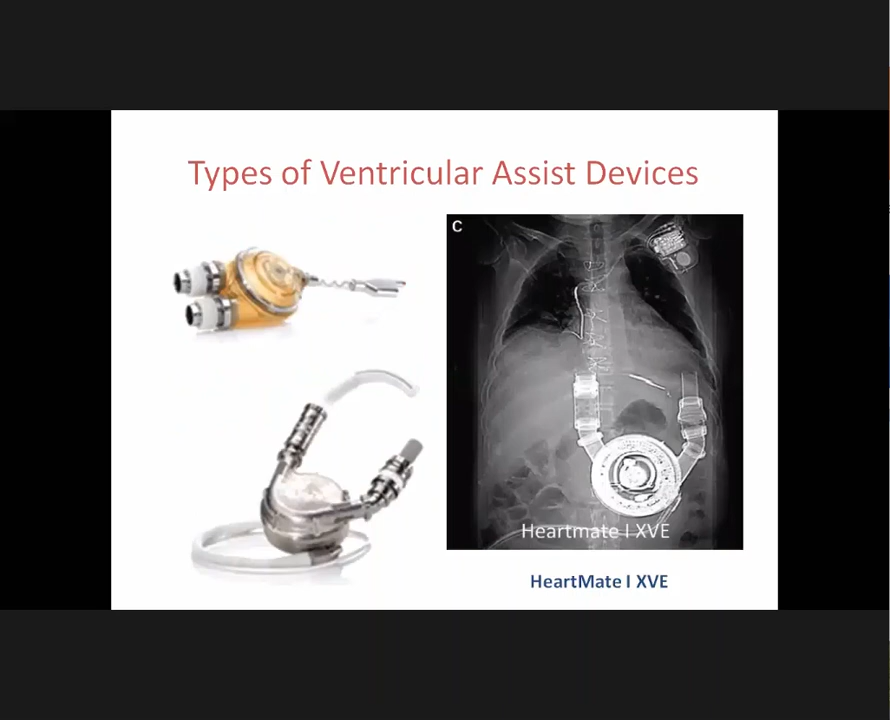 Types of Ventricular Assist Devices
C
Heartmate I XVE
HeartMate I XVE